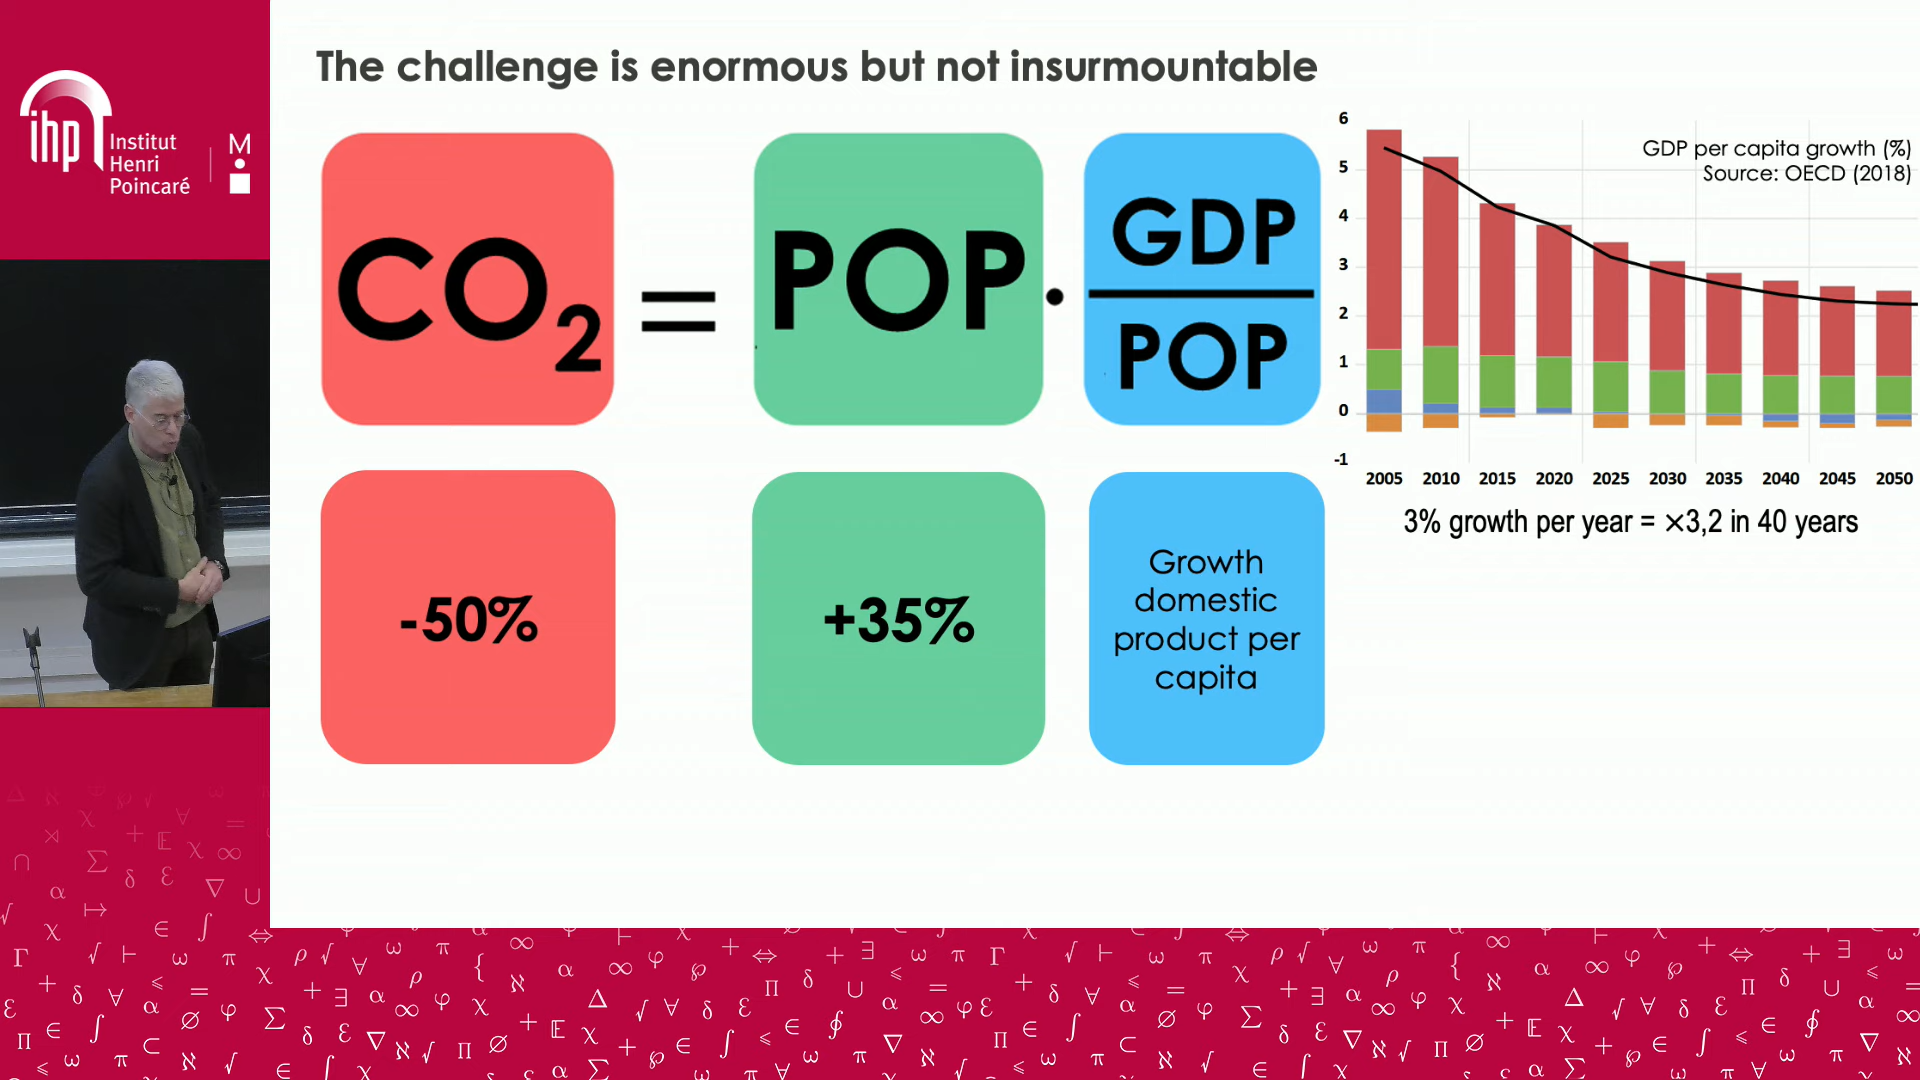 ihp
Institut
Henri
Poincaré
M
The challenge is enormous but not insurmountable
CO2 = POP · GDP
POP
-50%
+35%
Growth
domestic
product per
capita
GDP per capita growth (%)
Source: OECD (2018)
6
5
4
3
2
1
0
-1
2005 2010 2015 2020 2025 2030 2035 2040 2045 2050
3% growth per year = ×3,2 in 40 years